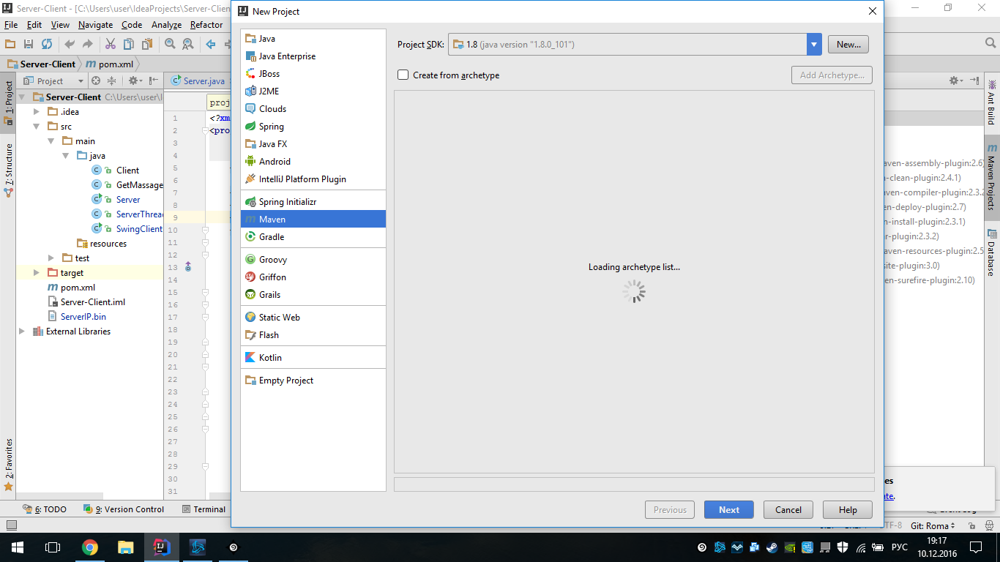 Server-Client - [C:\Users\user\IdeaProjects\Server-Clien
File Edit View Navigate Code Analyze Refactor
Server-Client pom.xml
Project
Server.java
1: Project
7: Structure
2: Favorites
Server-Client C:\Users\user\I
.idea
src
main
java
Client
GetMassage
Server
ServerThrea
SwingClient
resources
test
target
pom.xml
Server-Client.iml
ServerIP.bin
External Libraries
proj
1 <?xm
2 <pro
3
4
5
6
7
8
9
10
11
12
13
14
15
16
17
18
19
20
21
22
23
24
25
26
27
28
29
30
31
New Project
Java
Java Enterprise
JBoss
J2ME
Clouds
Spring
Java FX
Android
IntelliJ Platform Plugin
Spring Initializr
Maven
Gradle
Groovy
Griffon
Grails
Static Web
Flash
Kotlin
Empty Project
Project SDK: 1.8 (java version "1.8.0_101") New...
Create from archetype Add Archetype...
Loading archetype list...
Previous Next Cancel Help
aven-assembly-plugin:2.6)
n-clean-plugin:2.4.1)
aven-compiler-plugin:2.3.2
en-deploy-plugin:2.7)
n-install-plugin:2.3.1)
r-plugin:2.3.2)
aven-resources-plugin:2.5
site-plugin:3.0)
en-surefire-plugin:2.10)
Ant Build
Maven Projects
Database
es
ate.
6: TODO 9: Version Control Terminal
UTF-8 Git: Roma
РУС
19:17
10.12.2016